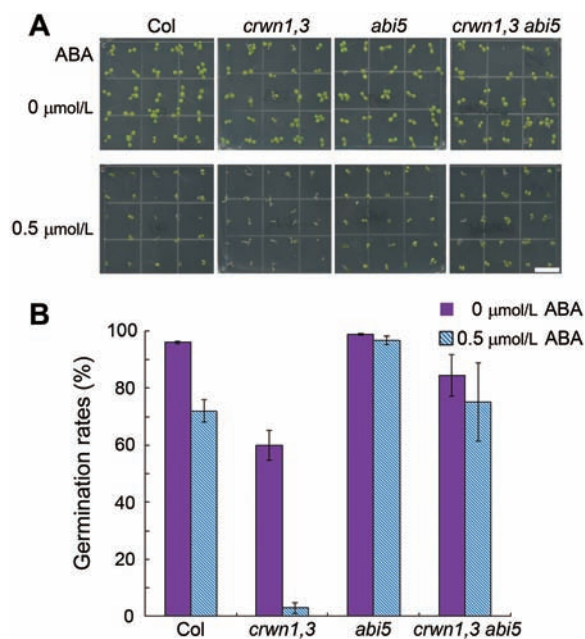 A
Col
crwn1,3
abi5
crwn1,3 abi5
ABA
0 μmol/L
0.5 μmol/L
B
0 μmol/L ABA
0.5 μmol/L ABA
Germination rates (%)
100
80
60
40
20
0
Col
crwn1,3
abi5
crwn1,3 abi5